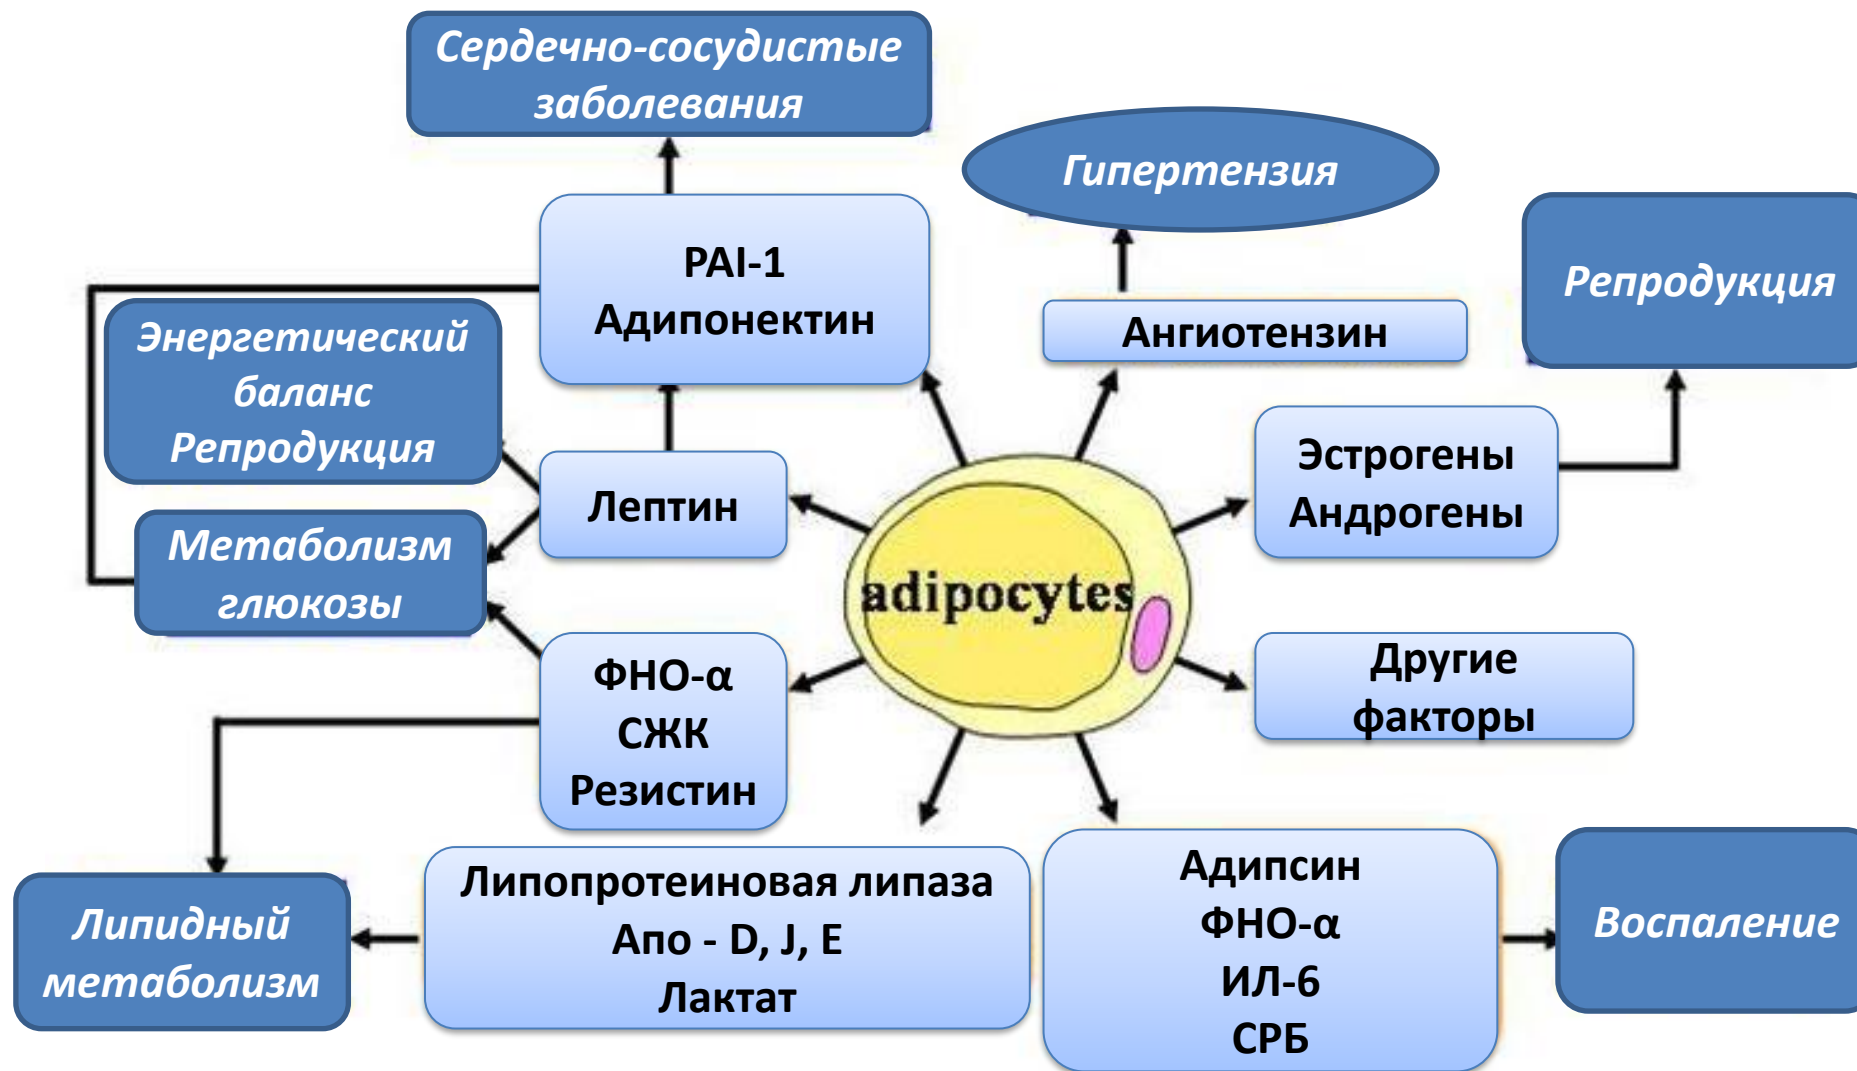 Сердечно-сосудистые
заболевания
Гипертензия
Репродукция
PAI-1
Адипонектин
Ангиотензин
Энергетический
баланс
Репродукция
Эстрогены
Андрогены
Лептин
Метаболизм
глюкозы
adipocytes
ФНО-α
СЖК
Резистин
Другие
факторы
Липопротеиновая липаза
Апо - D, J, E
Лактат
Адипсин
ФНО-α
ИЛ-6
СРБ
Липидный
метаболизм
Воспаление